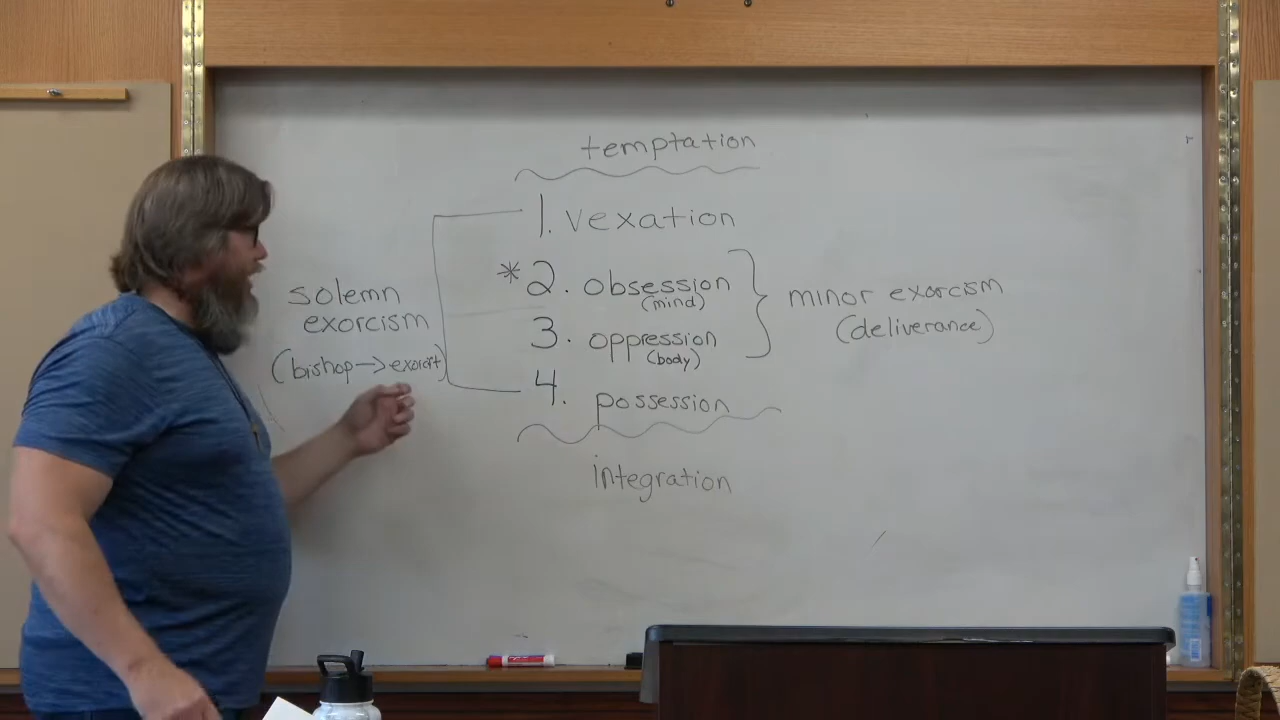 temptation
1. vexation
*2. obsession
(mind)
3. oppression
(body)
4. possession
integration
solemn
exorcism
(bishop → exorcist)
minor exorcism
(deliverance)